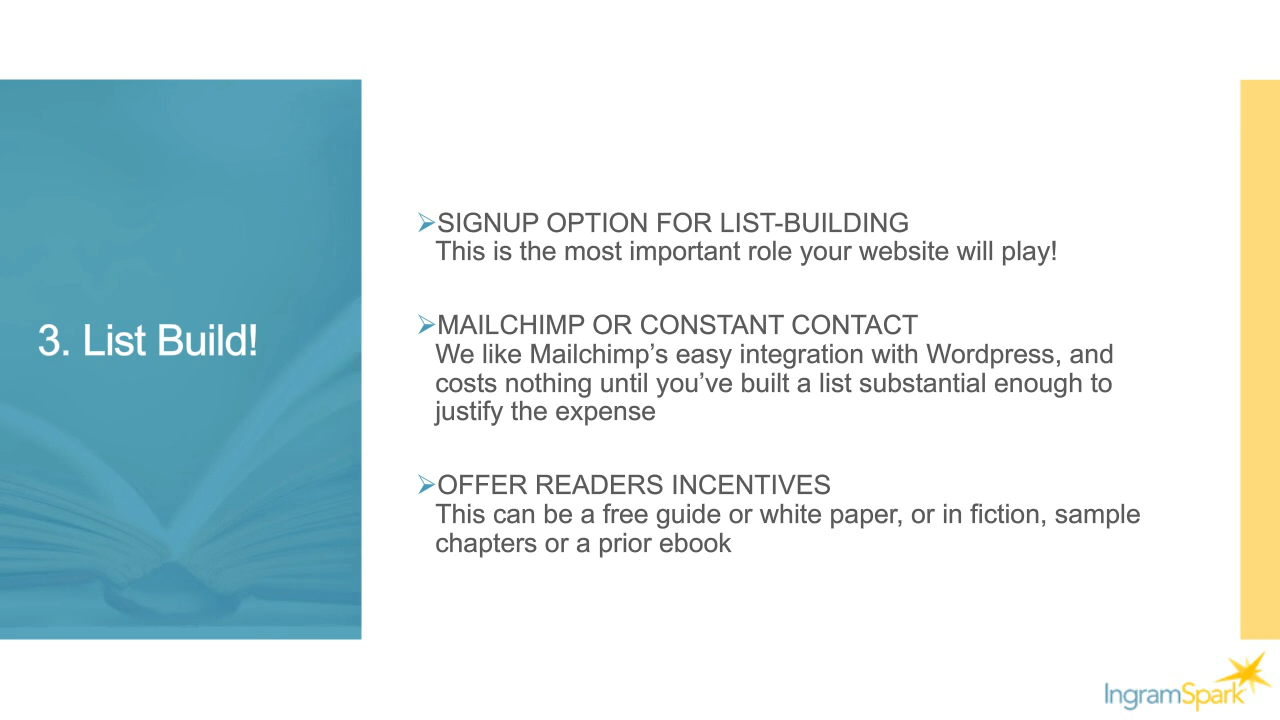 3. List Build!
➢SIGNUP OPTION FOR LIST-BUILDING
This is the most important role your website will play!
➢MAILCHIMP OR CONSTANT CONTACT
We like Mailchimp’s easy integration with Wordpress, and
costs nothing until you’ve built a list substantial enough to
justify the expense
➢OFFER READERS INCENTIVES
This can be a free guide or white paper, or in fiction, sample
chapters or a prior ebook
IngramSpark